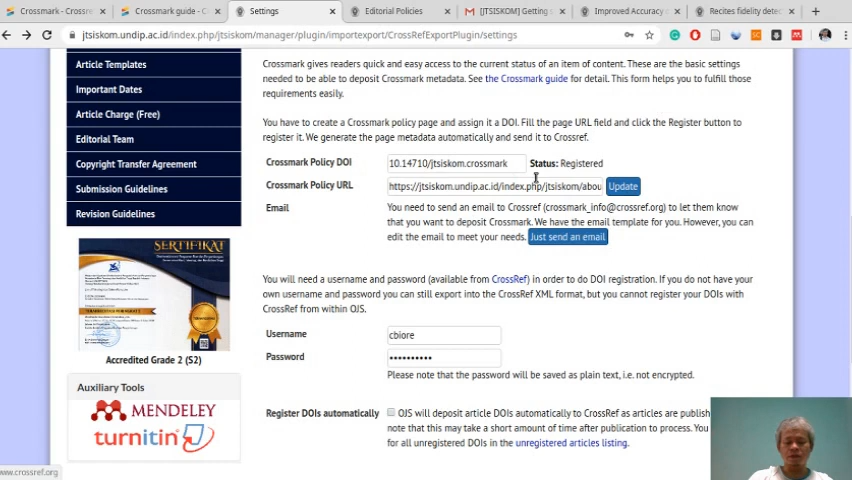 Crossmark - Crossre
Crossmark guide - C
Settings
Editorial Policies
[JTSISKOM] Getting s
Improved Accuracy
Recites fidelity detec
jtsiskom.undip.ac.id/index.php/jtsiskom/manager/plugin/importexport/CrossRefExportPlugin/settings
Article Templates
Important Dates
Article Charge (Free)
Editorial Team
Copyright Transfer Agreement
Submission Guidelines
Revision Guidelines
SERTIFIKAT
Accredited Grade 2 (S2)
Auxiliary Tools
MENDELEY
turnitin
Crossmark gives readers quick and easy access to the current status of an item of content. These are the basic settings
needed to be able to deposit Crossmark metadata. See the Crossmark guide for detail. This form helps you to fulfill those
requirements easily.
You have to create a Crossmark policy page and assign it a DOI. Fill the page URL field and click the Register button to
register it. We generate the page metadata automatically and send it to Crossref.
Crossmark Policy DOI 10.14710/jtsiskom.crossmark Status: Registered
Crossmark Policy URL https://jtsiskom.undip.ac.id/index.php/jtsiskom/abou Update
Email You need to send an email to Crossref (crossmark_info@crossref.org) to let them know
that you want to deposit Crossmark. We have the email template for you. However, you can
edit the email to meet your needs. Just send an email
You will need a username and password (available from CrossRef) in order to do DOI registration. If you do not have your
own username and password you can still export into the CrossRef XML format, but you cannot register your DOIs with
CrossRef from within OJS.
Username cbiore
Password ••••••••••
Please note that the password will be saved as plain text, i.e. not encrypted.
Register DOIs automatically OJS will deposit article DOIs automatically to CrossRef as articles are publish
note that this may take a short amount of time after publication to process. You
for all unregistered DOIs in the unregistered articles listing.
www.crossref.org